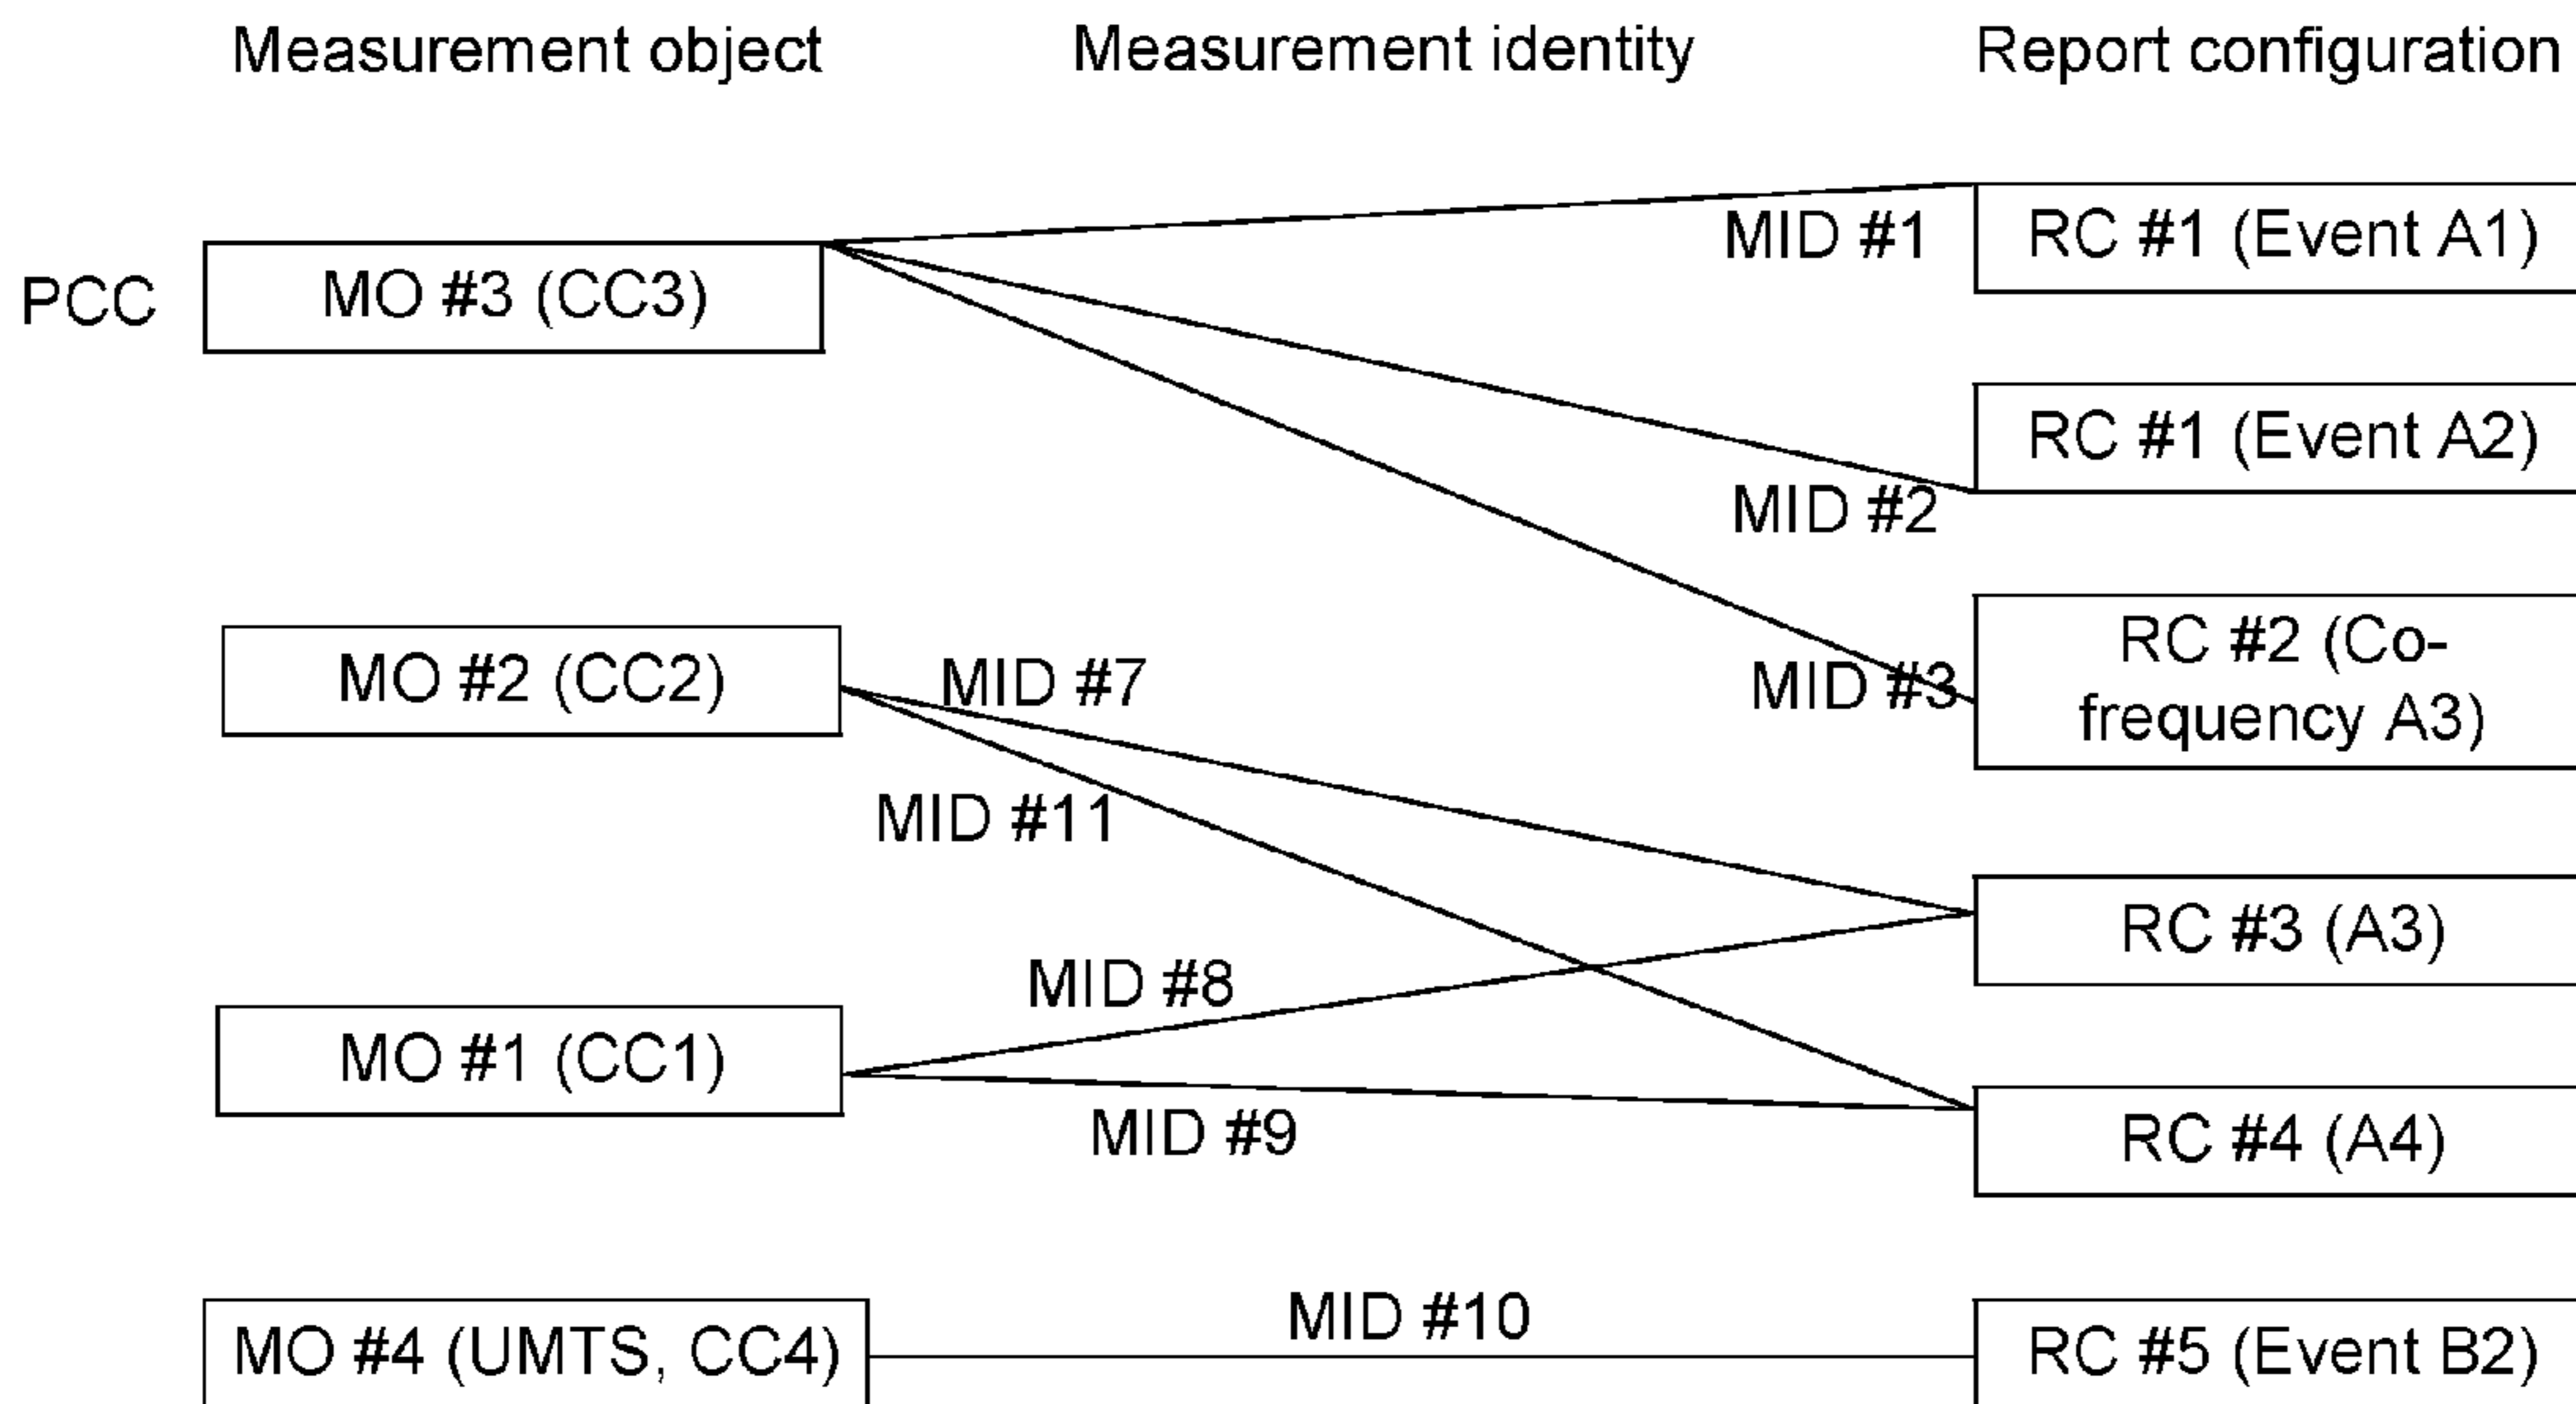 Measurement object
Measurement identity
Report configuration
MID #1
RC #1 (Event A1)
PCC
MO #3 (CC3)
RC #1 (Event A2)
MID #2
RC #2 (Co-
frequency A3)
MO #2 (CC2)
MID #7
MID #3
MID #11
RC #3 (A3)
MID #8
MO #1 (CC1)
MID #9
RC #4 (A4)
MID #10
MO #4 (UMTS, CC4)
RC #5 (Event B2)